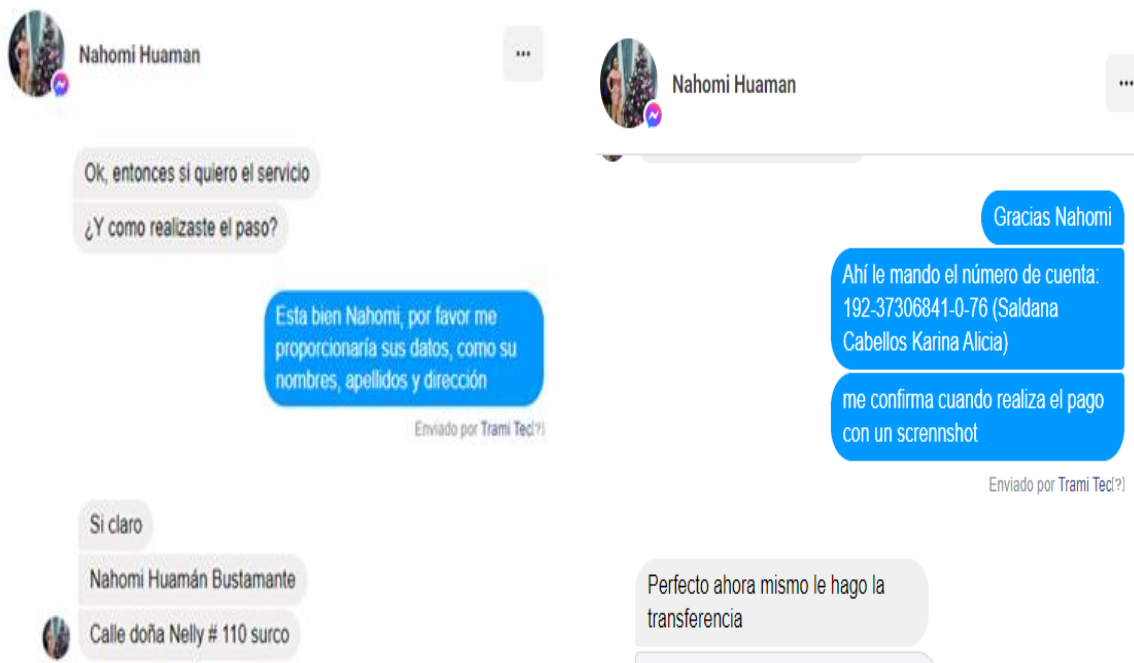 Nahomi Huaman
...
Ok, entonces si quiero el servicio
¿Y como realizaste el paso?
Esta bien Nahomi, por favor me
proporcionaría sus datos, como su
nombres, apellidos y dirección
Enviado por Trami Tec[?]
Si claro
Nahomi Huamán Bustamante
Calle doña Nelly # 110 surco
Nahomi Huaman
...
Gracias Nahomi
Ahí le mando el número de cuenta:
192-37306841-0-76 (Saldana
Cabellos Karina Alicia)
me confirma cuando realiza el pago
con un scrennshot
Enviado por Trami Tec[?]
Perfecto ahora mismo le hago la
transferencia